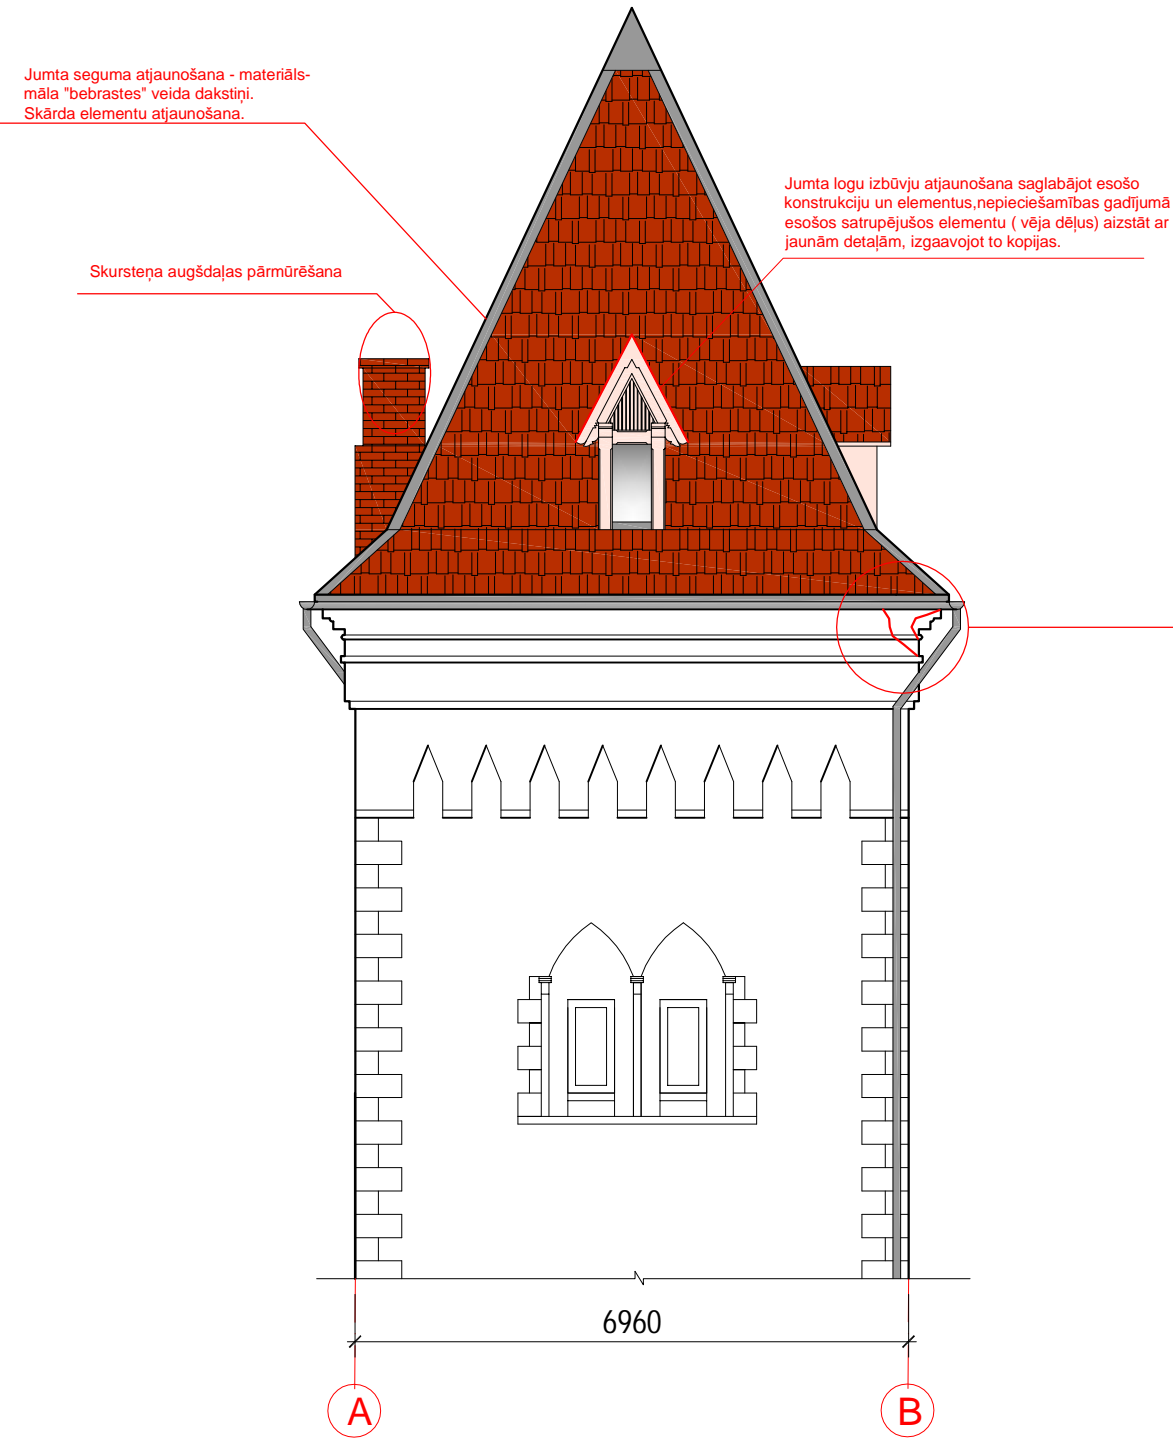 Jumta seguma atjaunošana - materiāls-
māla "bebrastes" veida dakstiņi.
Skārda elementu atjaunošana.
Jumta logu izbūvju atjaunošana saglabājot esošo
konstrukciju un elementus,nepieciešamības gadījumā
esošos satrupējušos elementu ( vēja dēļus) aizstāt ar
jaunām detaļām, izgaavojot to kopijas.
Skursteņa augšdaļas pārmūrēšana
6960
A
B